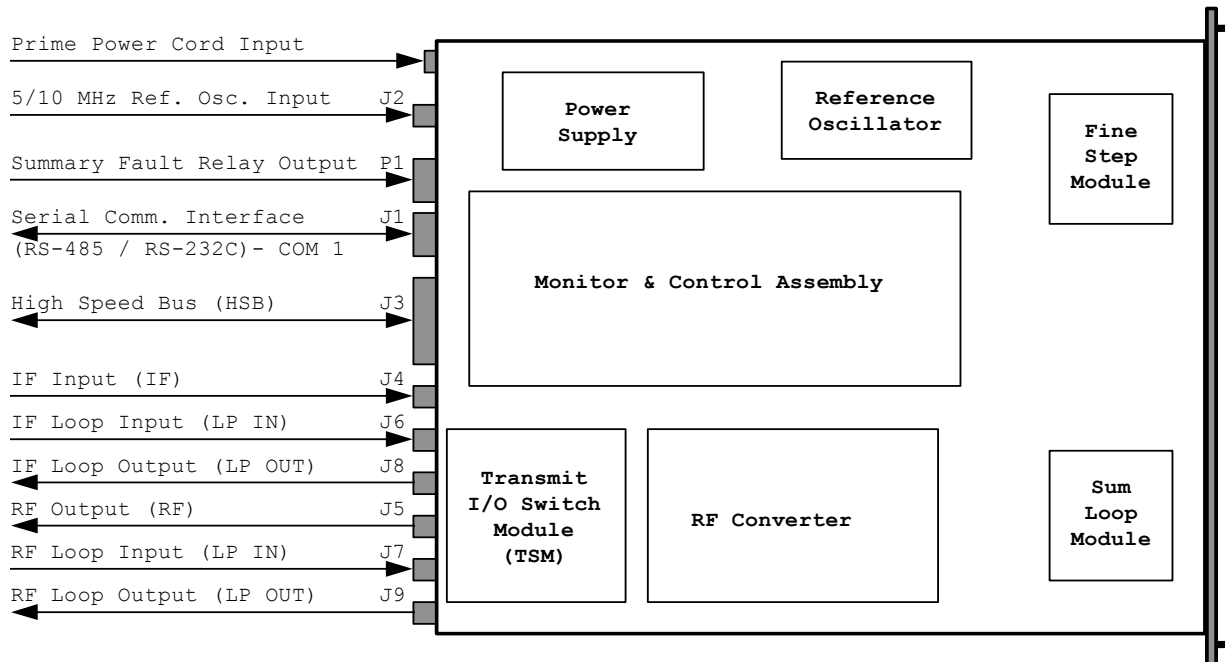 Prime Power Cord Input
5/10 MHz Ref. Osc. Input J2
Summary Fault Relay Output P1
Serial Comm. Interface J1
(RS-485 / RS-232C)- COM 1
High Speed Bus (HSB) J3
IF Input (IF) J4
IF Loop Input (LP IN) J6
IF Loop Output (LP OUT) J8
RF Output (RF) J5
RF Loop Input (LP IN) J7
RF Loop Output (LP OUT) J9
Power
Supply
Reference
Oscillator
Fine
Step
Module
Monitor & Control Assembly
Transmit
I/O Switch
Module
(TSM)
RF Converter
Sum
Loop
Module